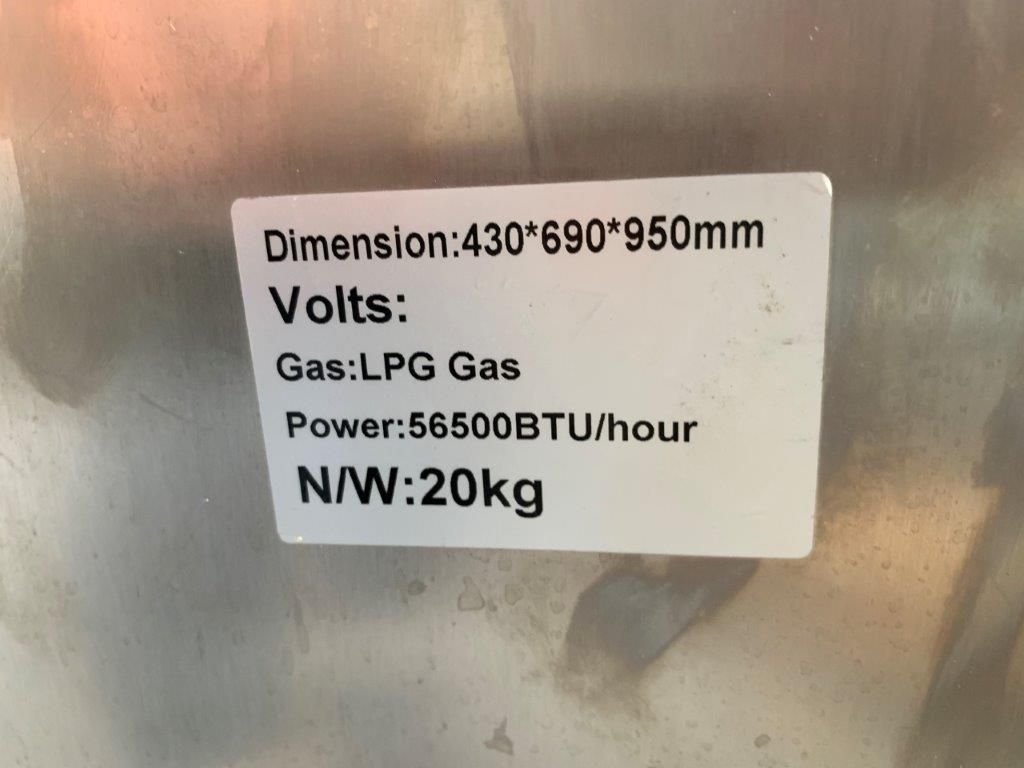 Dimension:430*690*950mm
Volts:
Gas:LPG Gas
Power:56500BTU/hour
N/W:20kg